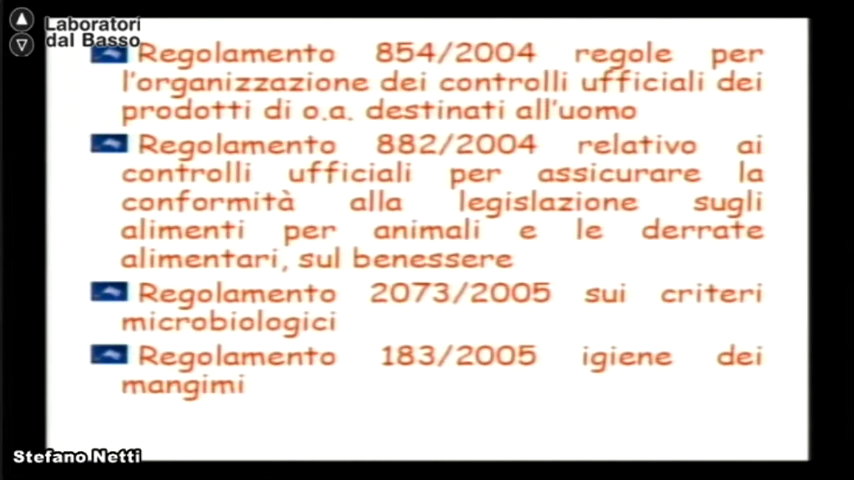 Laboratori
dal Basso
Regolamento 854/2004 regole per
l'organizzazione dei controlli ufficiali dei
prodotti di o.a. destinati all'uomo
Regolamento 882/2004 relativo ai
controlli ufficiali per assicurare la
conformità alla legislazione sugli
alimenti per animali e le derrate
alimentari, sul benessere
Regolamento 2073/2005 sui criteri
microbiologici
Regolamento 183/2005 igiene dei
mangimi
Stefano Netti